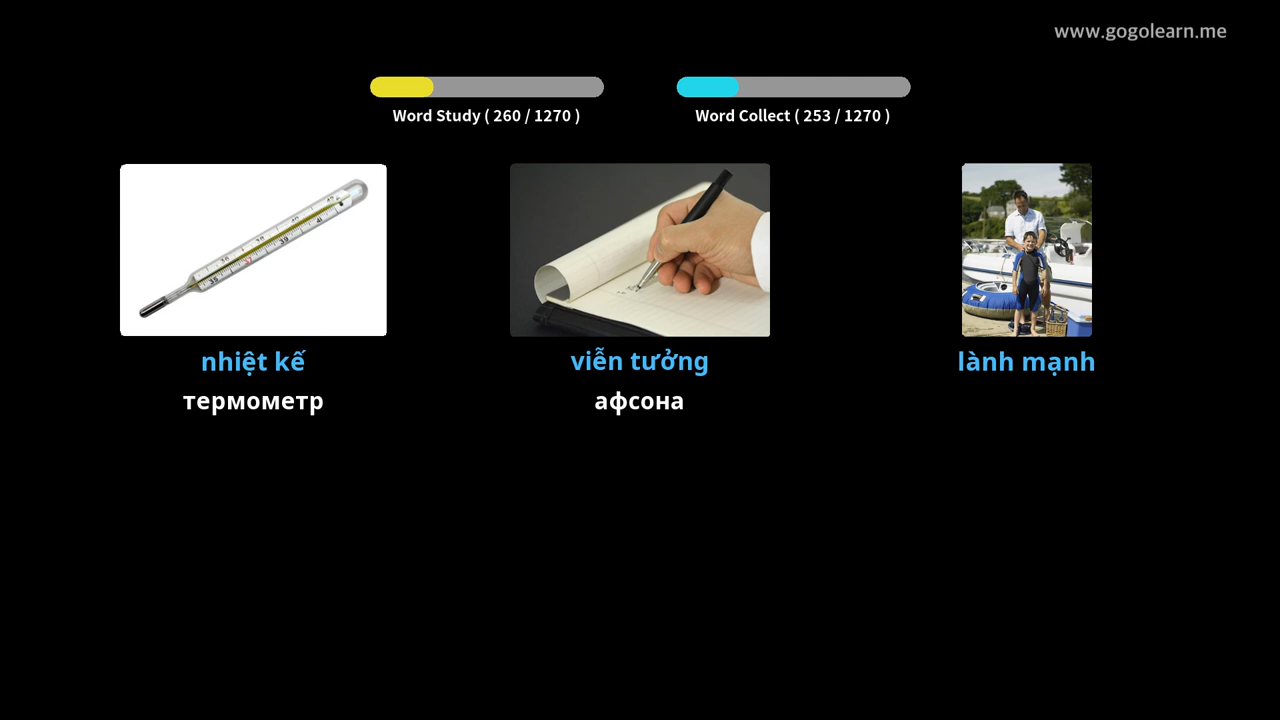 www.gogolearn.me
Word Study ( 260 / 1270 )
Word Collect ( 253 / 1270 )
nhiệt kế
viễn tưởng
lành mạnh
термометр
афсона